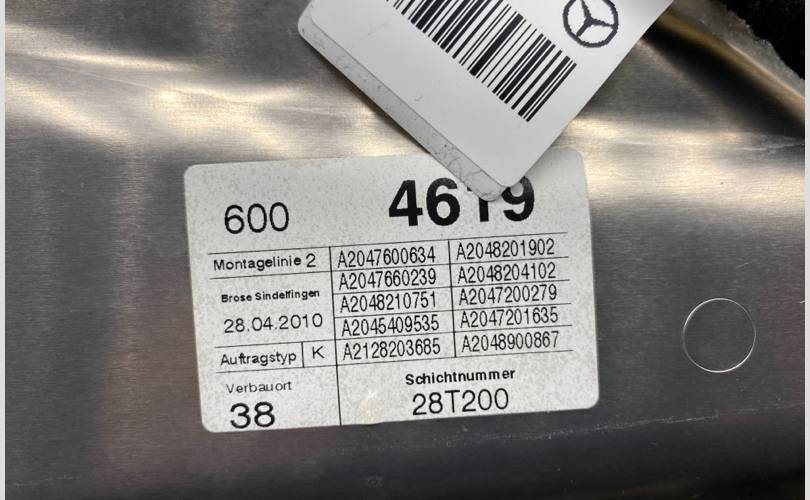 600
4619
Montagelinie 2
A2047600634 A2048201902
A2047660239 A2048204102
Brose Sindelfingen
A2048210751 A2047200279
28.04.2010
A2045409535 A2047201635
Auftragstyp K
A2128203685 A2048900867
Verbauort
Schichtnummer
38
28T200